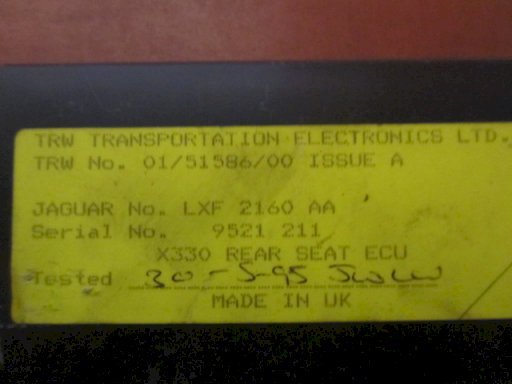 TRW TRANSPORTATION ELECTRONICS LTD.
TRW No. 01/51586/00 ISSUE A
JAGUAR No. LXF 2160 AA
Serial No. 9521 211
X330 REAR SEAT ECU
Tested 30-5-95
MADE IN UK